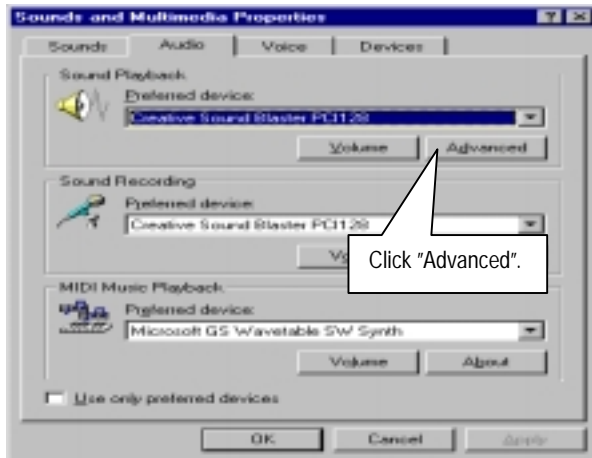 Sounds and Multimedia Properties
Sounds Audio Voice Devices
Sound Playback
Preferred device:
Creative Sound Blaster PCI128
Volume Advanced
Sound Recording
Preferred device:
Creative Sound Blaster PCI128
Click "Advanced".
MIDI Music Playback
Preferred device:
Microsoft GS Wavetable SW Synth
Volume About
Use only preferred devices
OK Cancel Apply